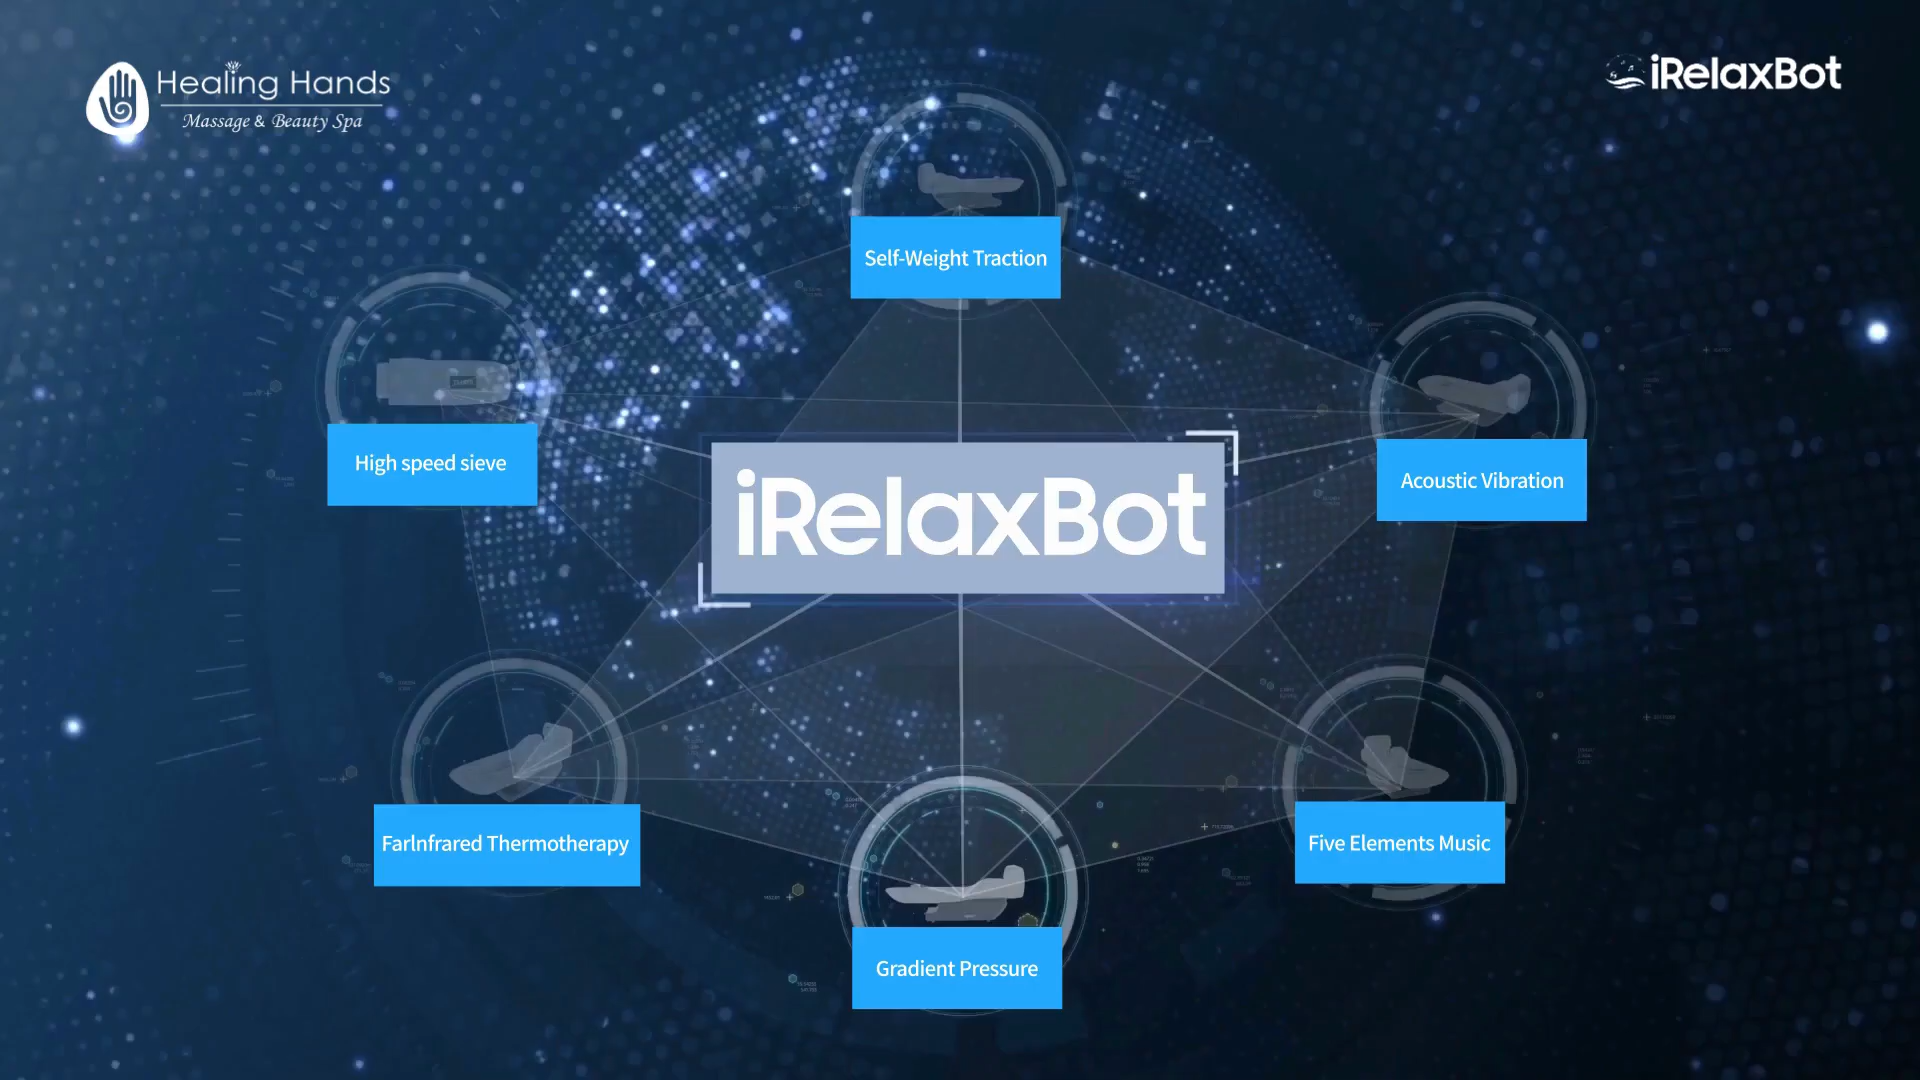 Healing Hands
Massage & Beauty Spa
iRelaxBot
Self-Weight Traction
High speed sieve
Acoustic Vibration
iRelaxBot
Farlnfrared Thermotherapy
Five Elements Music
Gradient Pressure